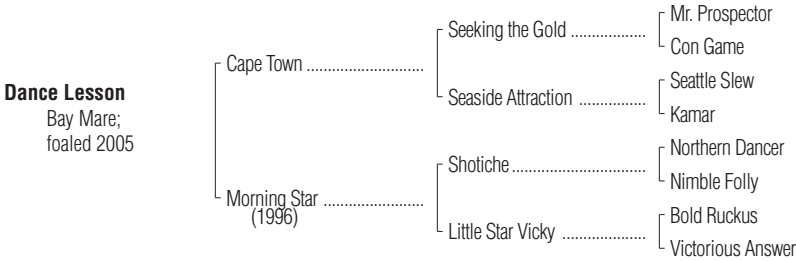 Mr. Prospector
Seeking the Gold ..................
Con Game
Cape Town ...........................
Seattle Slew
Seaside Attraction ................
Kamar
Dance Lesson
Bay Mare;
foaled 2005
Northern Dancer
Shotiche.................................
Nimble Folly
Morning Star .......................
(1996)
Bold Ruckus
Little Star Vicky ....................
Victorious Answer